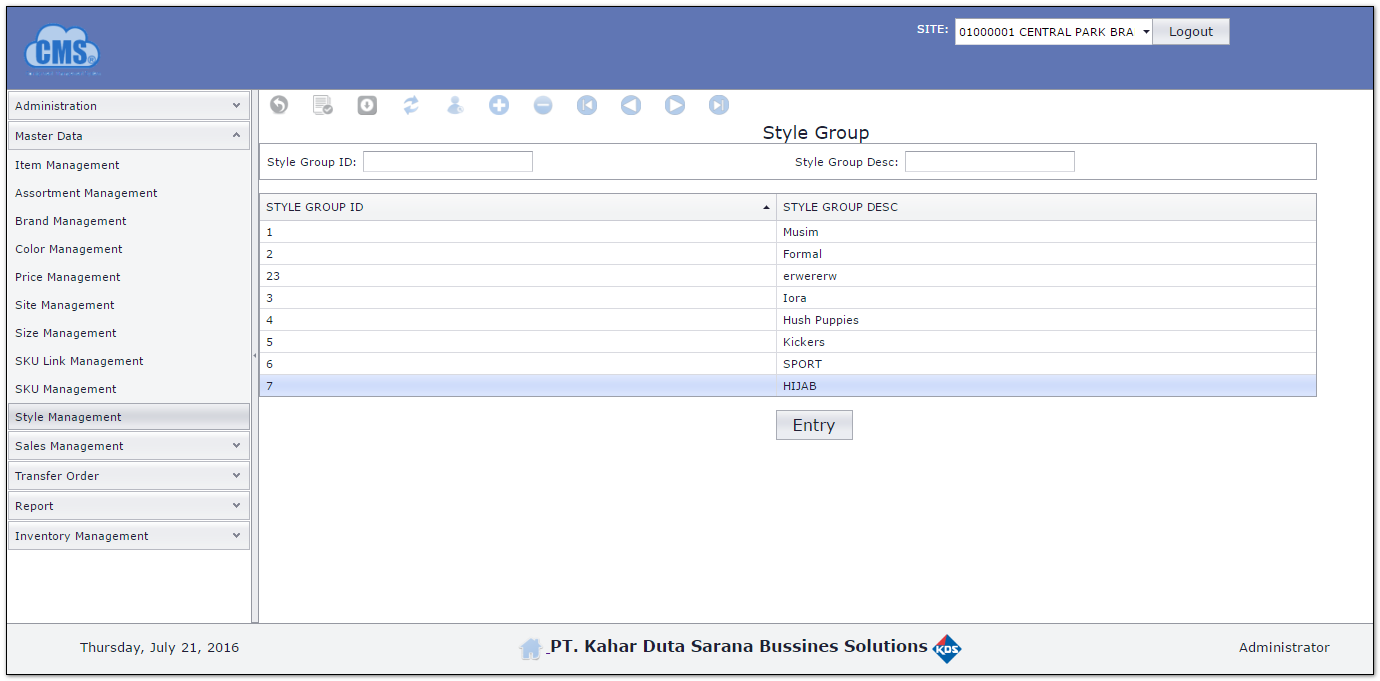 CMS
SITE: 01000001 CENTRAL PARK BRA Logout
Administration
Master Data
Item Management
Assortment Management
Brand Management
Color Management
Price Management
Site Management
Size Management
SKU Link Management
SKU Management
Style Management
Sales Management
Transfer Order
Report
Inventory Management
Style Group
Style Group ID: Style Group Desc:
STYLE GROUP ID STYLE GROUP DESC
1 Musim
2 Formal
23 erwererw
3 Iora
4 Hush Puppies
5 Kickers
6 SPORT
7 HIJAB
Entry
Thursday, July 21, 2016
PT. Kahar Duta Sarana Bussines Solutions KDS
Administrator